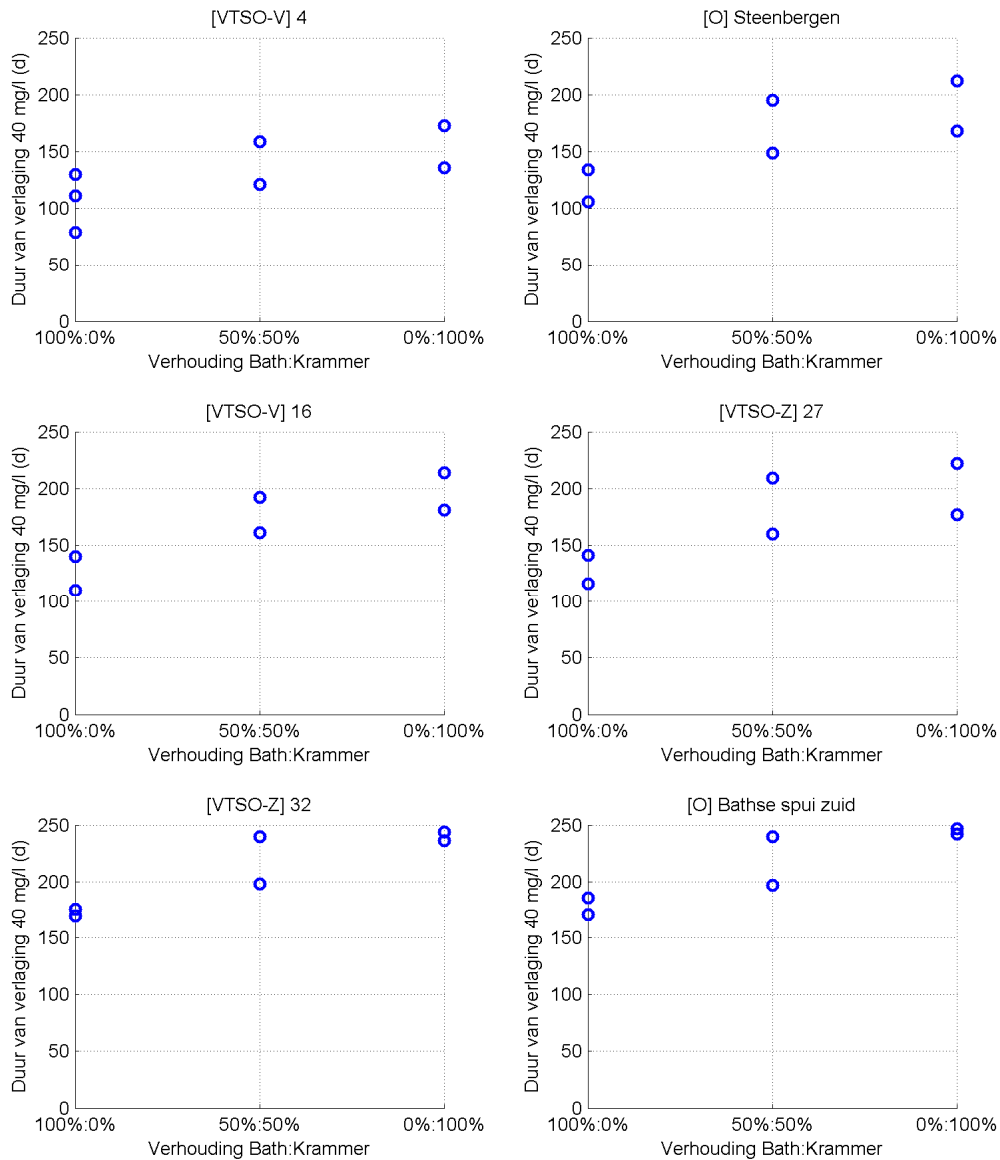 [VTSO-V] 4
Duur van verlaging 40 mg/l (d)
250
200
150
100
50
0
100%:0% 50%:50% 0%:100%
Verhouding Bath:Krammer
[O] Steenbergen
Duur van verlaging 40 mg/l (d)
250
200
150
100
50
0
100%:0% 50%:50% 0%:100%
Verhouding Bath:Krammer
[VTSO-V] 16
Duur van verlaging 40 mg/l (d)
250
200
150
100
50
0
100%:0% 50%:50% 0%:100%
Verhouding Bath:Krammer
[VTSO-Z] 27
Duur van verlaging 40 mg/l (d)
250
200
150
100
50
0
100%:0% 50%:50% 0%:100%
Verhouding Bath:Krammer
[VTSO-Z] 32
Duur van verlaging 40 mg/l (d)
250
200
150
100
50
0
100%:0% 50%:50% 0%:100%
Verhouding Bath:Krammer
[O] Bathse spui zuid
Duur van verlaging 40 mg/l (d)
250
200
150
100
50
0
100%:0% 50%:50% 0%:100%
Verhouding Bath:Krammer